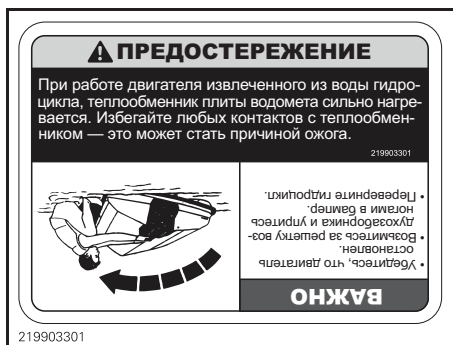 ПРЕДОСТЕРЕЖЕНИЕ
При работе двигателя извлеченного из воды гидро-
цикла, теплообменник плиты водомета сильно нагре-
вается. Избегайте любых контактов с теплообмен-
ником — это может стать причиной ожога.
219903301
ВАЖНО
• Убедитесь, что двигатель
остановлен.
• Возьмитесь за решетку воз-
духозаборника и упритесь
ногами в бампер.
• Переверните гидроцикл.
219903301